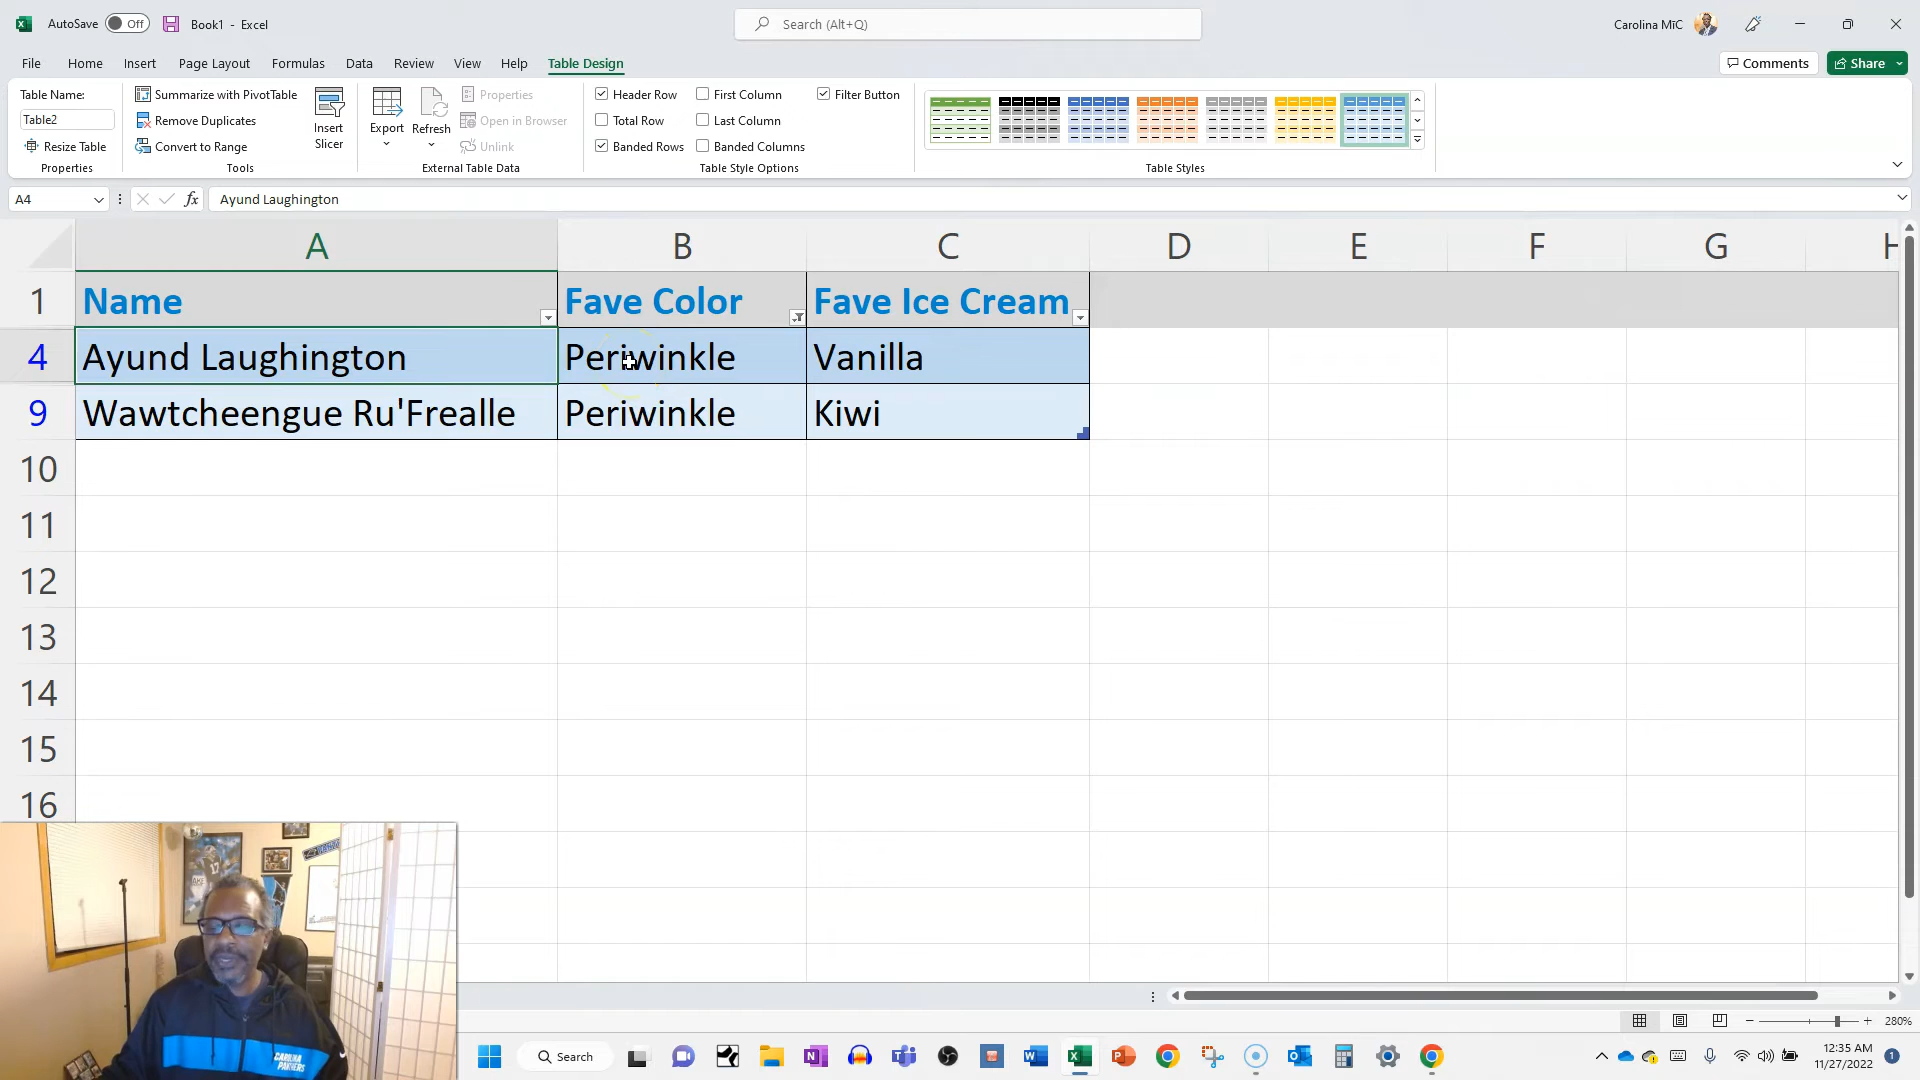 AutoSave Off Book1 - Excel Search (Alt+Q) Carolina MīC
File Home Insert Page Layout Formulas Data Review View Help Table Design Comments Share
Table Name:
Table2
Resize Table
Properties
Summarize with PivotTable
Remove Duplicates
Convert to Range
Tools
Insert
Slicer
Export
Refresh
Properties
Open in Browser
Unlink
External Table Data
Header Row First Column Filter Button
Total Row Last Column
Banded Rows Banded Columns
Table Style Options
Table Styles
A4 fx Ayund Laughington
A B C D E F G H
1 Name Fave Color Fave Ice Cream
4 Ayund Laughington Periwinkle Vanilla
9 Wawtcheengue Ru'Frealle Periwinkle Kiwi
10
11
12
13
14
15
16
CAROLINA
PANTHERS
280%
Search
12:35 AM
11/27/2022
1